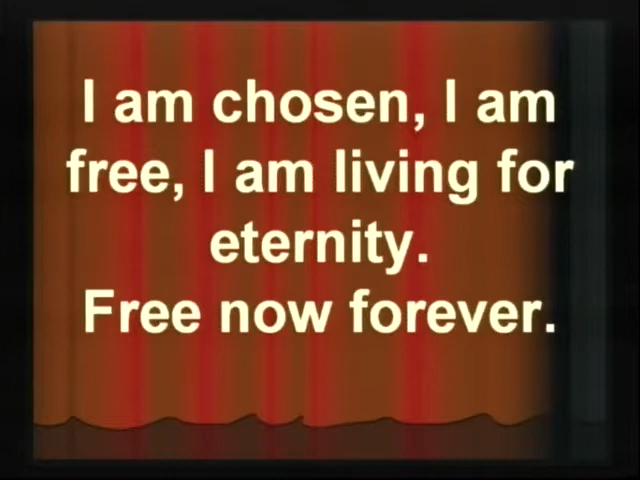 I am chosen, I am
free, I am living for
eternity.
Free now forever.